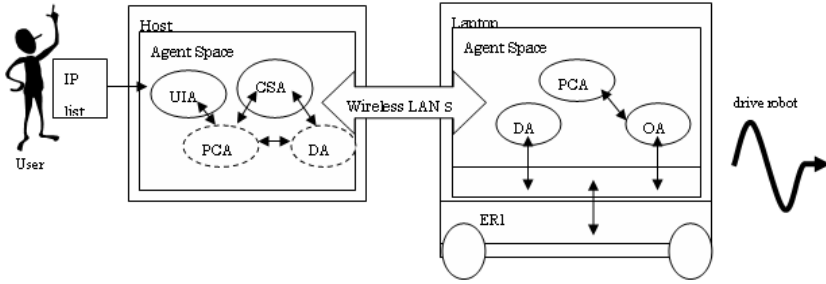 Host
Laptop
Agent Space
Agent Space
IP
list
UIA
CSA
PCA
DA
Wireless LAN S
PCA
DA
OA
drive robot
User
ER1